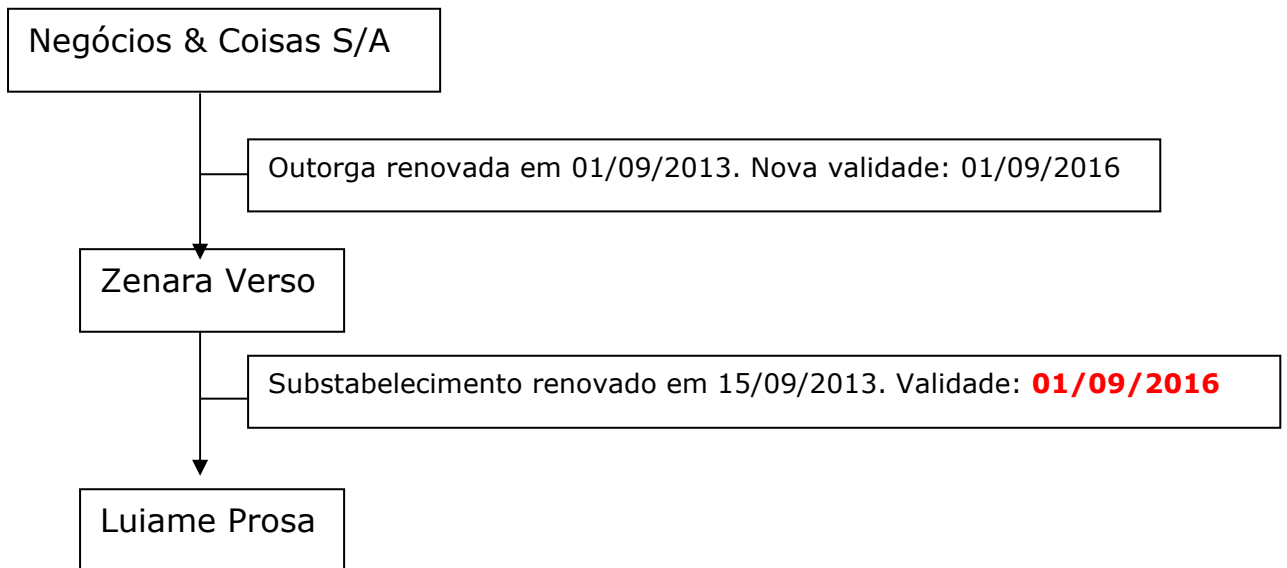 Negócios & Coisas S/A
Outorga renovada em 01/09/2013. Nova validade: 01/09/2016
Zenara Verso
Substabelecimento renovado em 15/09/2013. Validade: 01/09/2016
Luiame Prosa